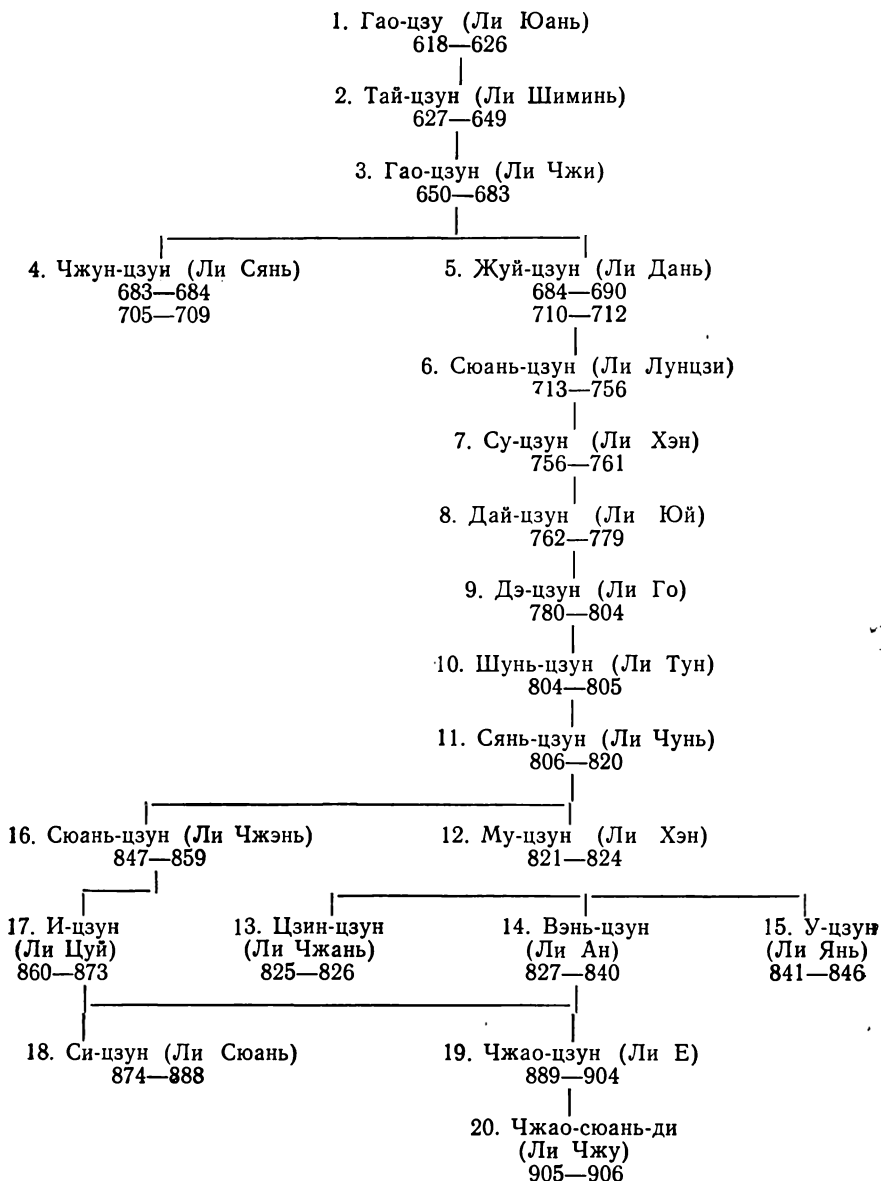 1. Гао-цзу (Ли Юань)
618—626
2. Тай-цзун (Ли Шиминь)
627—649
3. Гао-цзун (Ли Чжи)
650—683
4. Чжун-цзун (Ли Сянь)
683—684
705—709
5. Жуй-цзун (Ли Дань)
684—690
710—712
6. Сюань-цзун (Ли Лунцзи)
713—756
7. Су-цзун (Ли Хэн)
756—761
8. Дай-цзун (Ли Юй)
762—779
9. Дэ-цзун (Ли Го)
780—804
10. Шунь-цзун (Ли Тун)
804—805
11. Сянь-цзун (Ли Чунь)
806—820
16. Сюань-цзун (Ли Чжэнь)
847—859
12. Му-цзун (Ли Хэн)
821—824
17. И-цзун
(Ли Цуй)
860—873
13. Цзин-цзун
(Ли Чжань)
825—826
14. Вэнь-цзун
(Ли Ан)
827—840
15. У-цзун
(Ли Янь)
841—846
18. Си-цзун (Ли Сюань)
874—888
19. Чжао-цзун (Ли Е)
889—904
20. Чжао-сюань-ди
(Ли Чжу)
905—906